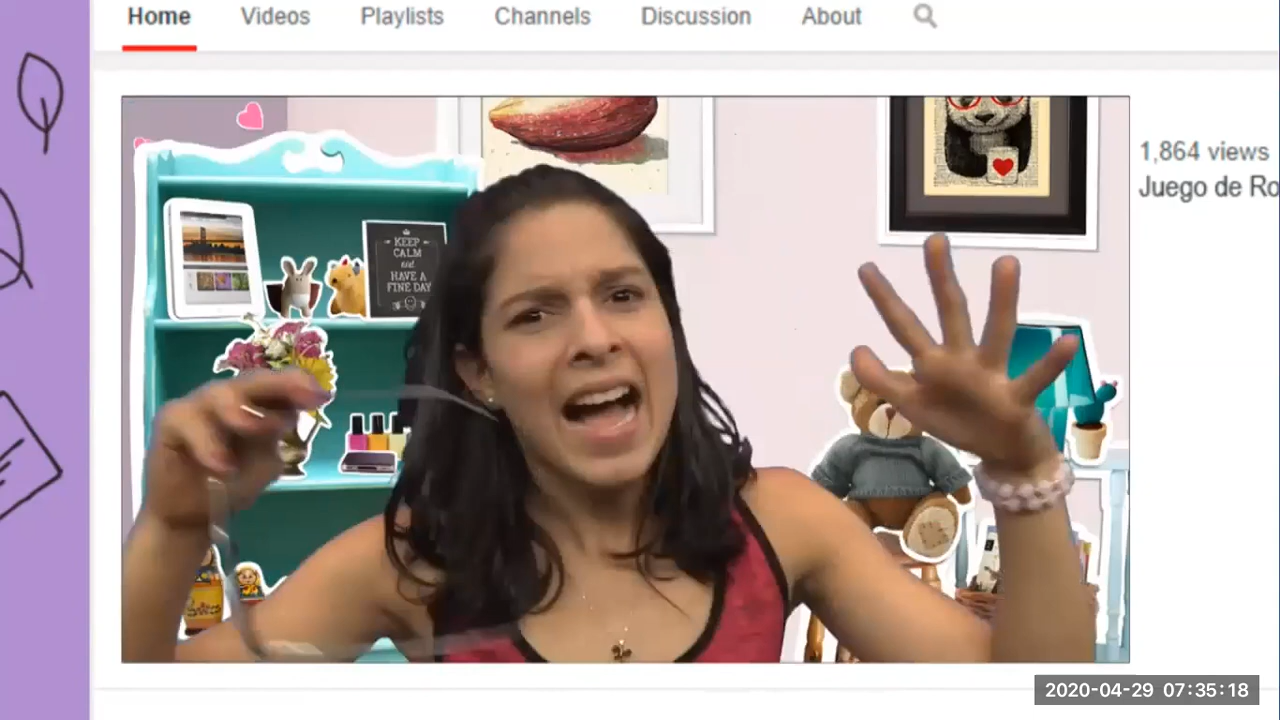 Home Videos Playlists Channels Discussion About
1,864 views
Juego de Ro
KEEP
CALM
and
HAVE A
FINE DAY
2020-04-29 07:35:18